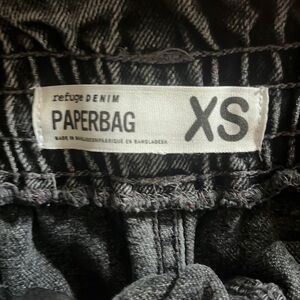 refuge DENIM
PAPERBAG
XS
MADE IN BANGLADESH/FABRIQUÉ EN BANGLADESH